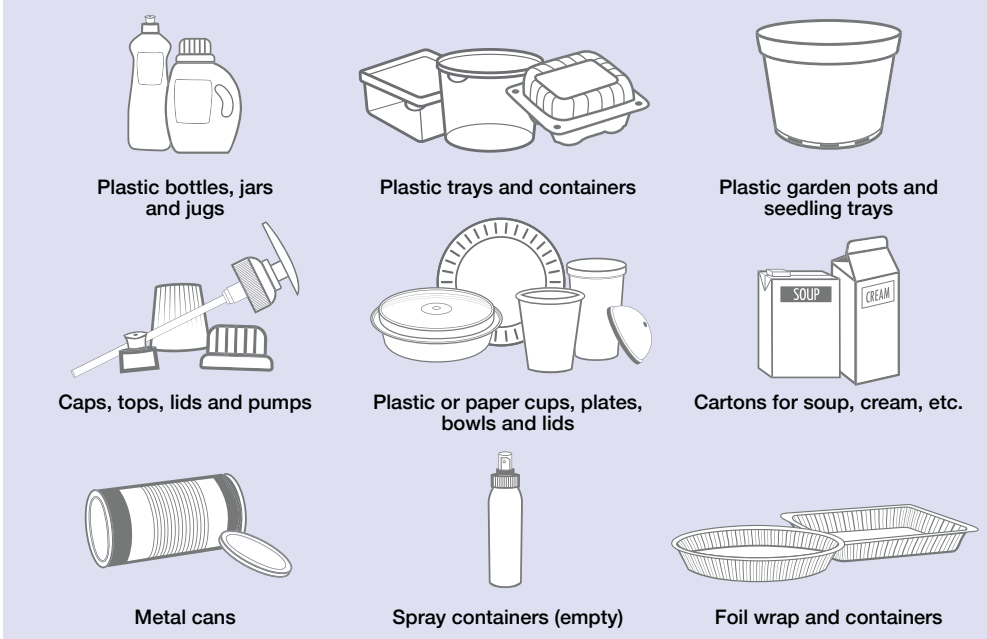 Plastic bottles, jars
and jugs
Plastic trays and containers
Plastic garden pots and
seedling trays
SOUP
CREAM
Caps, tops, lids and pumps
Plastic or paper cups, plates,
bowls and lids
Cartons for soup, cream, etc.
Metal cans
Spray containers (empty)
Foil wrap and containers